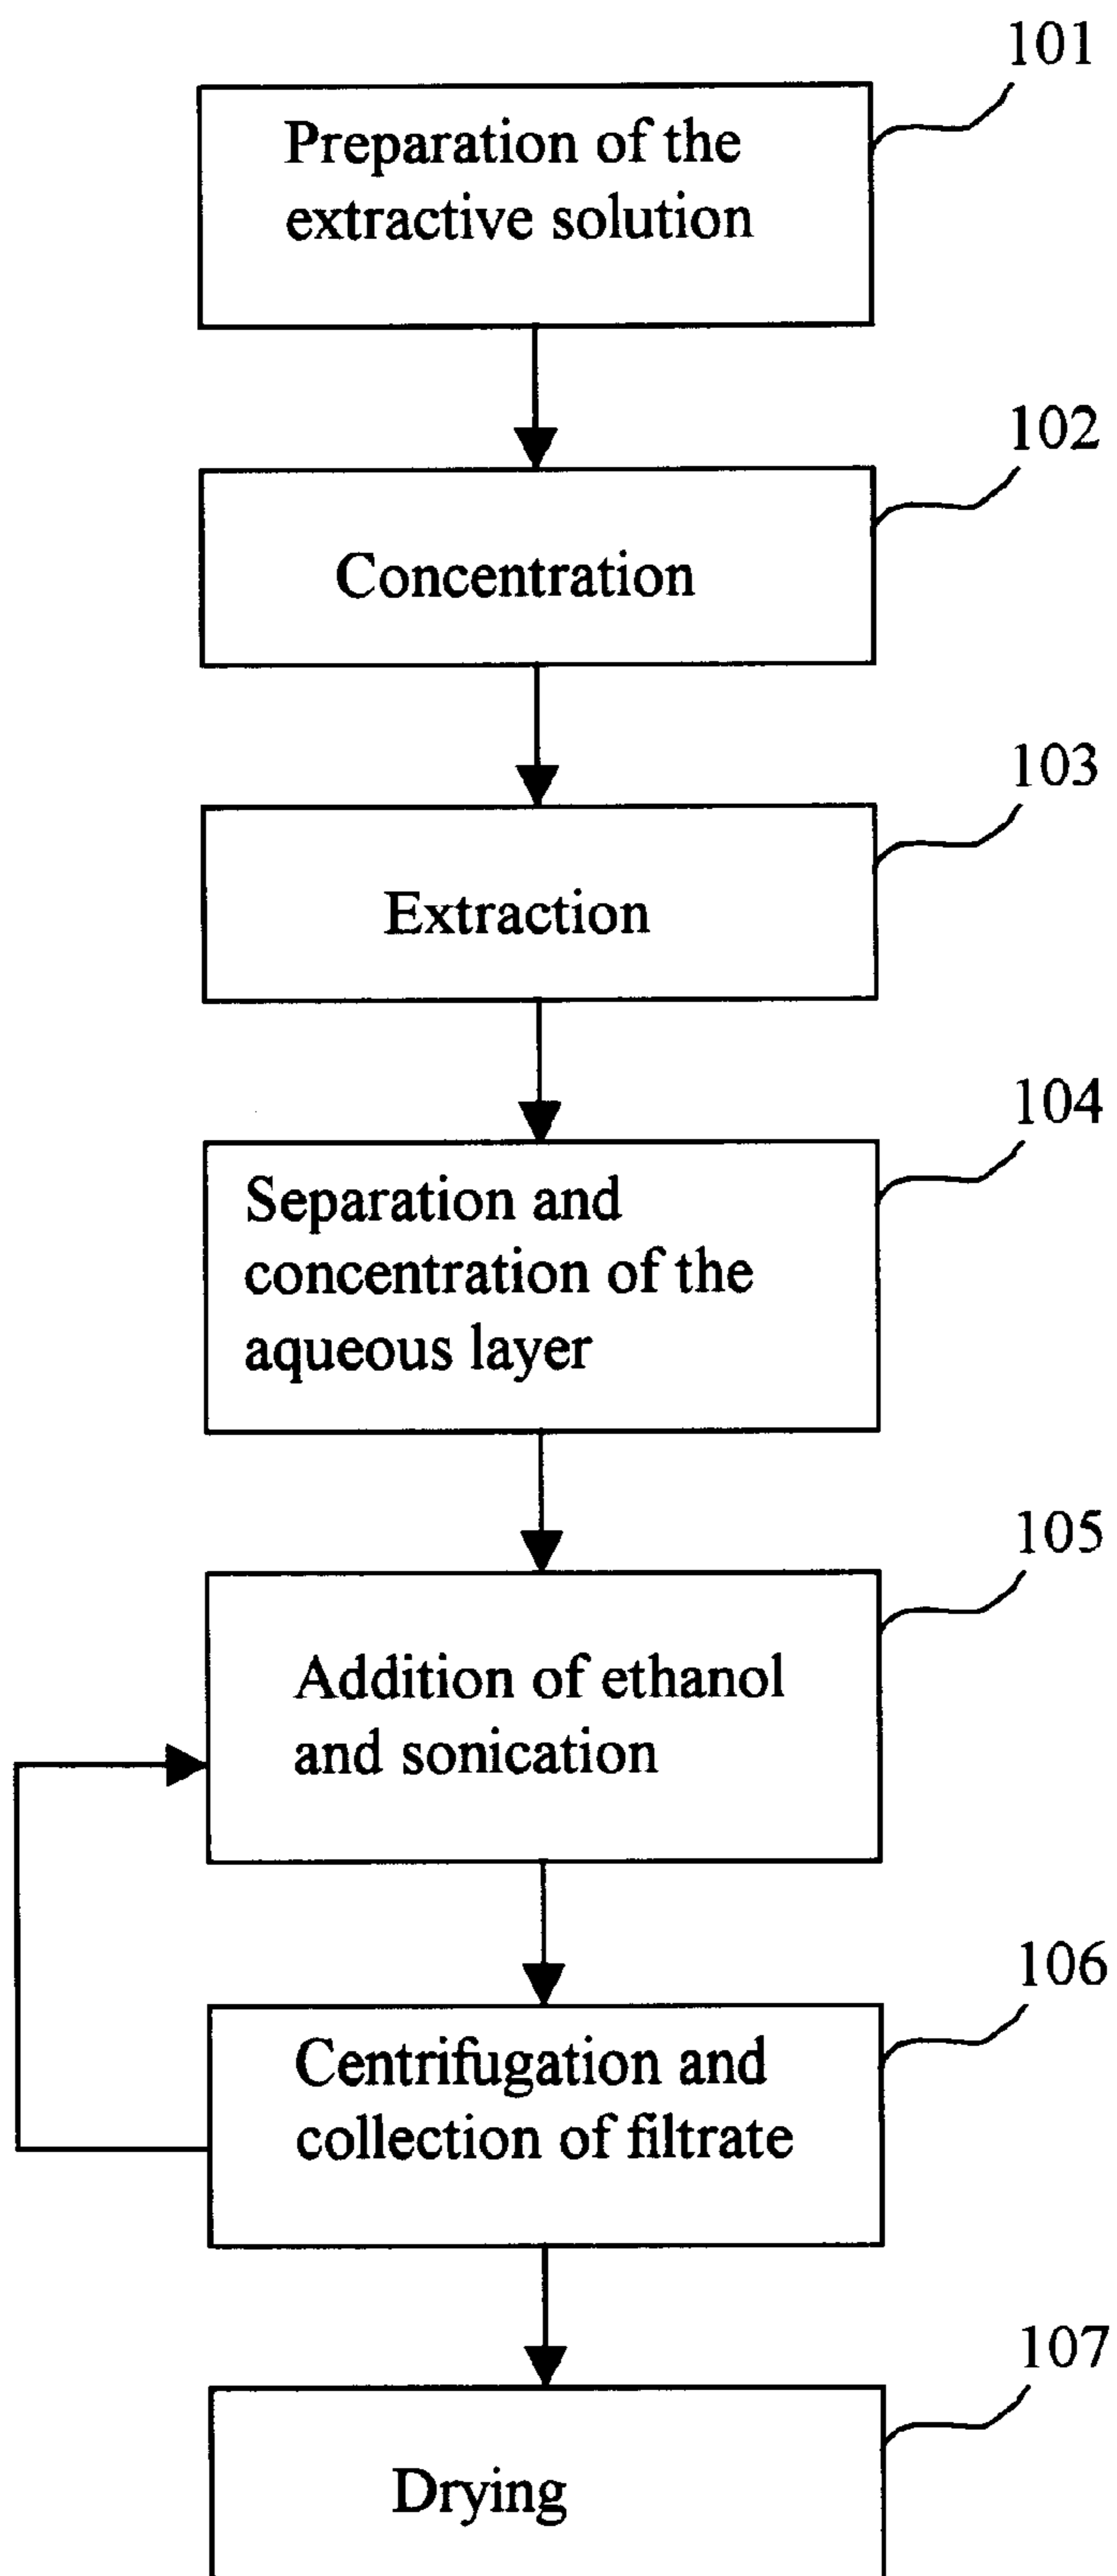 101
Preparation of the
extractive solution
102
Concentration
103
Extraction
104
Separation and
concentration of the
aqueous layer
105
Addition of ethanol
and sonication
106
Centrifugation and
collection of filtrate
107
Drying